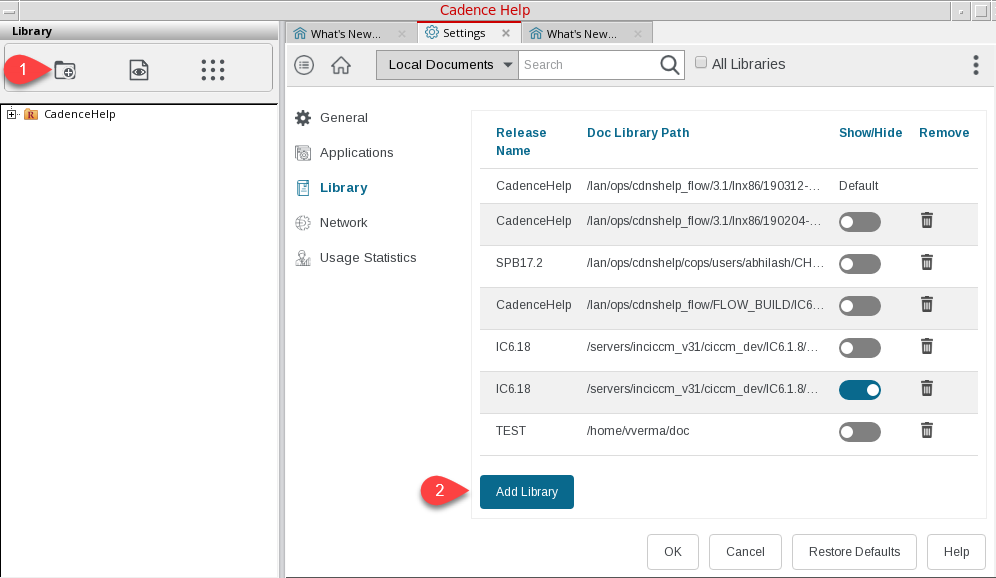 Cadence Help
Library
What's New...
Settings
What's New...
1
Local Documents
Search
All Libraries
R CadenceHelp
General
Applications
Library
Network
Usage Statistics
Release Name Doc Library Path Show/Hide Remove
CadenceHelp /lan/ops/cdnshelp_flow/3.1/lnx86/190312-... Default
CadenceHelp /lan/ops/cdnshelp_flow/3.1/lnx86/190204-...
SPB17.2 /lan/ops/cdnshelp/cops/users/abhilash/CH...
CadenceHelp /lan/ops/cdnshelp_flow/FLOW_BUILD/IC6...
IC6.18 /servers/inciccm_v31/ciccm_dev/IC6.1.8/...
IC6.18 /servers/inciccm_v31/ciccm_dev/IC6.1.8/...
TEST /home/vverma/doc
2
Add Library
OK Cancel Restore Defaults Help